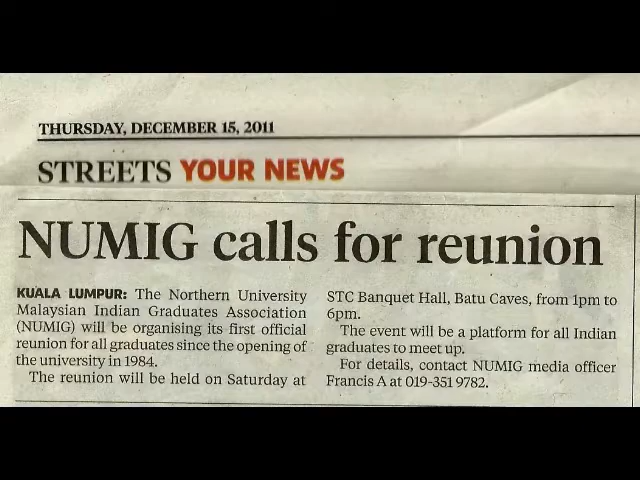 THURSDAY, DECEMBER 15, 2011
STREETS YOUR NEWS
NUMIG calls for reunion
KUALA LUMPUR: The Northern University
Malaysian Indian Graduates Association
(NUMIG) will be organising its first official
reunion for all graduates since the opening of
the university in 1984.
The reunion will be held on Saturday at
STC Banquet Hall, Batu Caves, from 1pm to
6pm.
The event will be a platform for all Indian
graduates to meet up.
For details, contact NUMIG media officer
Francis A at 019-351 9782.